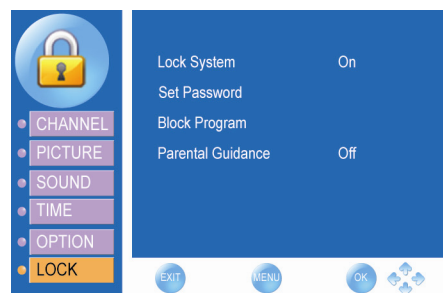 CHANNEL
PICTURE
SOUND
TIME
OPTION
LOCK
Lock System On
Set Password
Block Program
Parental Guidance Off
EXIT MENU OK